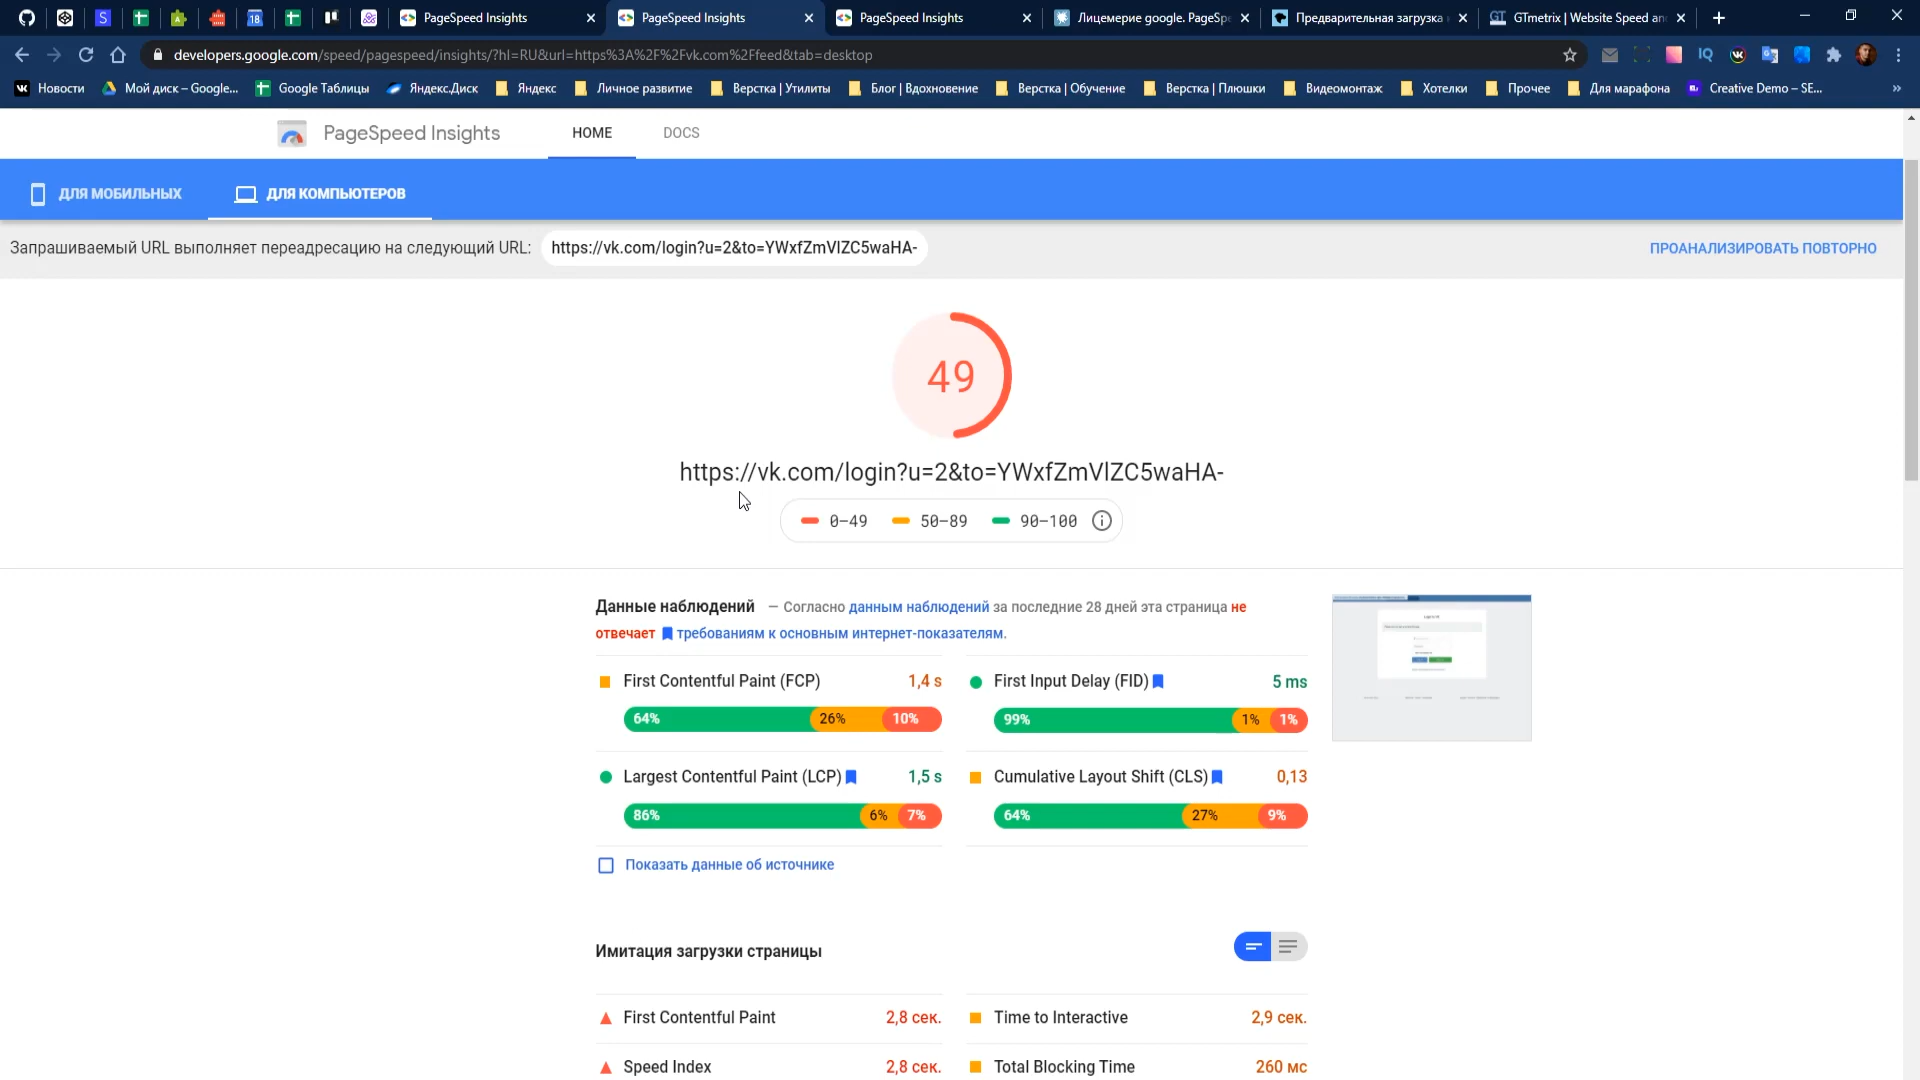 PageSpeed Insights
PageSpeed Insights
PageSpeed Insights
Лицемерие google. PageSp
Предварительная загрузка
GTmetrix | Website Speed an
developers.google.com/speed/pagespeed/insights/?hl=RU&url=https%3A%2F%2Fvk.com%2Ffeed&tab=desktop
Новости
Мой диск – Google...
Google Таблицы
Яндекс.Диск
Яндекс
Личное развитие
Верстка | Утилиты
Блог | Вдохновение
Верстка | Обучение
Верстка | Плюшки
Видеомонтаж
Хотелки
Прочее
Для марафона
Creative Demo – SE...
PageSpeed Insights
HOME
DOCS
ДЛЯ МОБИЛЬНЫХ
ДЛЯ КОМПЬЮТЕРОВ
Запрашиваемый URL выполняет переадресацию на следующий URL: https://vk.com/login?u=2&to=YWxfZmVlZC5waHA-
ПРОАНАЛИЗИРОВАТЬ ПОВТОРНО
49
https://vk.com/login?u=2&to=YWxfZmVlZC5waHA-
0–49 50–89 90–100
Данные наблюдений — Согласно данным наблюдений за последние 28 дней эта страница не
отвечает требованиям к основным интернет-показателям.
First Contentful Paint (FCP) 1,4 s
64% 26% 10%
First Input Delay (FID) 5 ms
99% 1% 1%
Largest Contentful Paint (LCP) 1,5 s
86% 6% 7%
Cumulative Layout Shift (CLS) 0,13
64% 27% 9%
Показать данные об источнике
Имитация загрузки страницы
First Contentful Paint 2,8 сек.
Time to Interactive 2,9 сек.
Speed Index 2,8 сек.
Total Blocking Time 260 мс